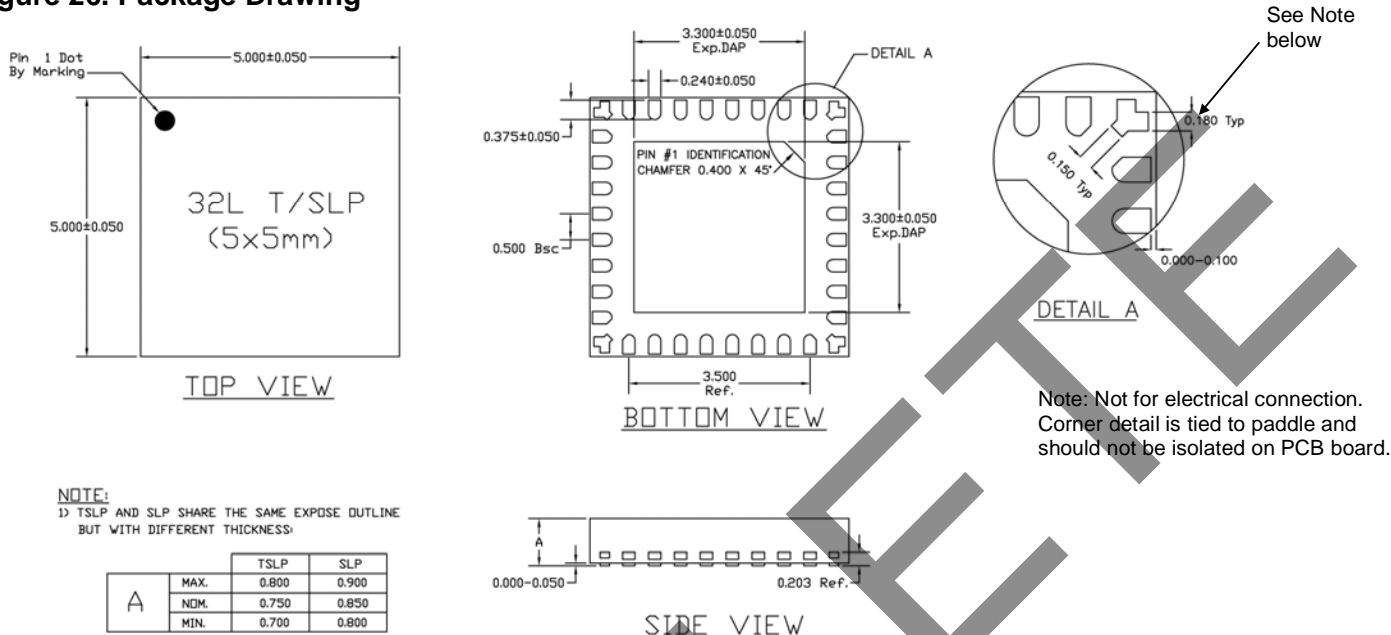 Figure 26. Package Drawing
Pin 1 Dot
By Marking
5.000±0.050
5.000±0.050
32L T/SLP
(5x5mm)
TOP VIEW
3.300±0.050
Exp.DAP
0.240±0.050
DETAIL A
0.375±0.050
PIN #1 IDENTIFICATION
CHAMFER 0.400 X 45°
0.500 Bsc
3.300±0.050
Exp.DAP
3.500
Ref.
BOTTOM VIEW
See Note
below
0.180 Typ
0.150 Typ
0.000-0.100
DETAIL A
Note: Not for electrical connection.
Corner detail is tied to paddle and
should not be isolated on PCB board.
NOTE:
1) TSLP AND SLP SHARE THE SAME EXPOSE OUTLINE
BUT WITH DIFFERENT THICKNESS:
TSLP SLP
A
MAX. 0.800 0.900
NOM. 0.750 0.850
MIN. 0.700 0.800
A
0.000-0.050
0.203 Ref.
SIDE VIEW
ETE